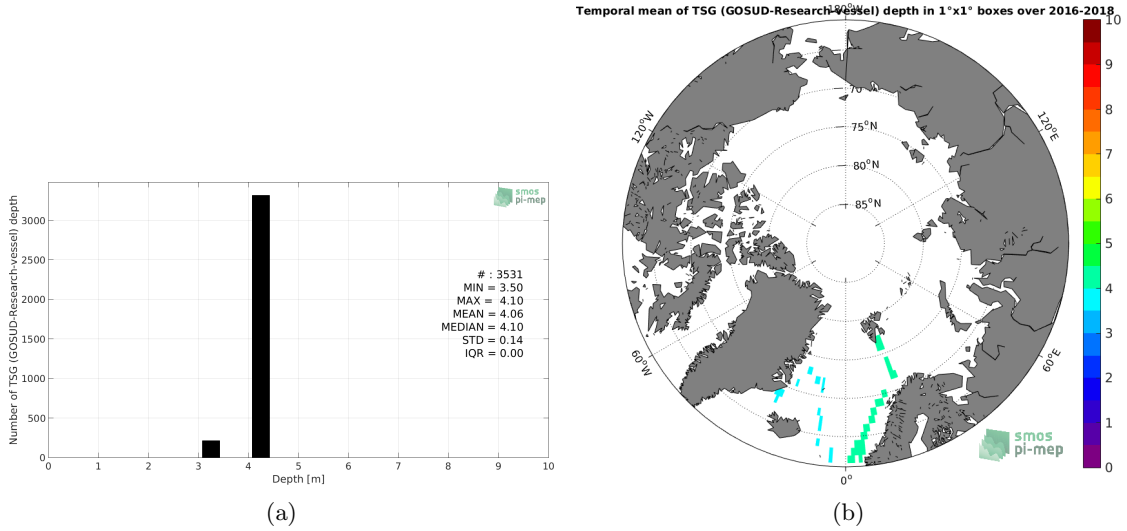 Number of TSG (GOSUD-Research-vessel) depth
3000
2500
2000
1500
1000
500
0
0 1 2 3 4 5 6 7 8 9 10
Depth [m]
smos
pi-mep
# : 3531
MIN = 3.50
MAX = 4.10
MEAN = 4.06
MEDIAN = 4.10
STD = 0.14
IQR = 0.00
(a)
Temporal mean of TSG (GOSUD-Research-vessel) depth in 1°x1° boxes over 2016-2018
180°W
120°W
120°E
60°W
60°E
0°
70°N
75°N
80°N
85°N
smos
pi-mep
10
9
8
7
6
5
4
3
2
1
0
(b)